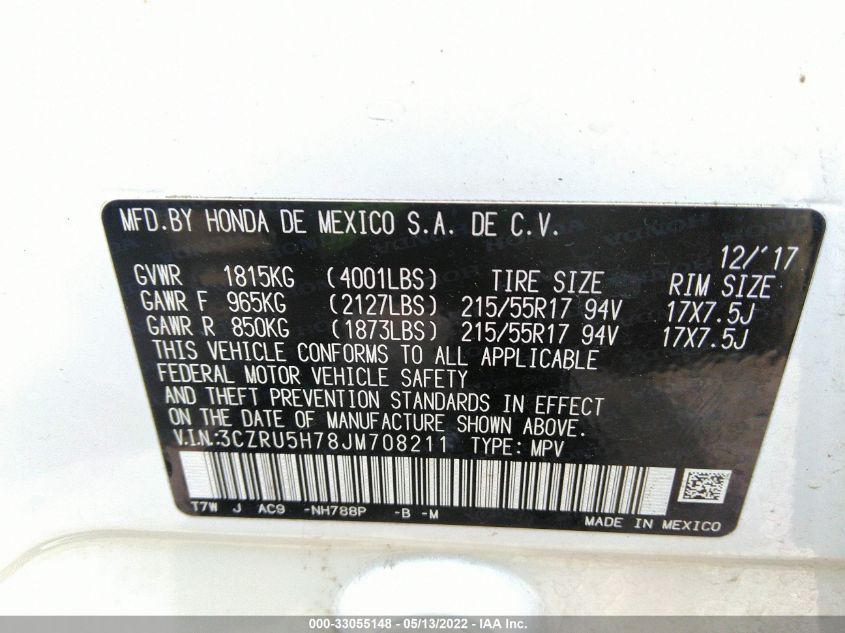 MFD.BY HONDA DE MEXICO S.A. DE C.V.
12/'17
GVWR 1815KG (4001LBS) TIRE SIZE RIM SIZE
GAWR F 965KG (2127LBS) 215/55R17 94V 17X7.5J
GAWR R 850KG (1873LBS) 215/55R17 94V 17X7.5J
THIS VEHICLE CONFORMS TO ALL APPLICABLE
FEDERAL MOTOR VEHICLE SAFETY
AND THEFT PREVENTION STANDARDS IN EFFECT
ON THE DATE OF MANUFACTURE SHOWN ABOVE.
V.I.N.:3CZRU5H78JM708211 TYPE: MPV
T7W J AC9 -NH788P -B -M
MADE IN MEXICO
000-33055148 - 05/13/2022 - IAA Inc.